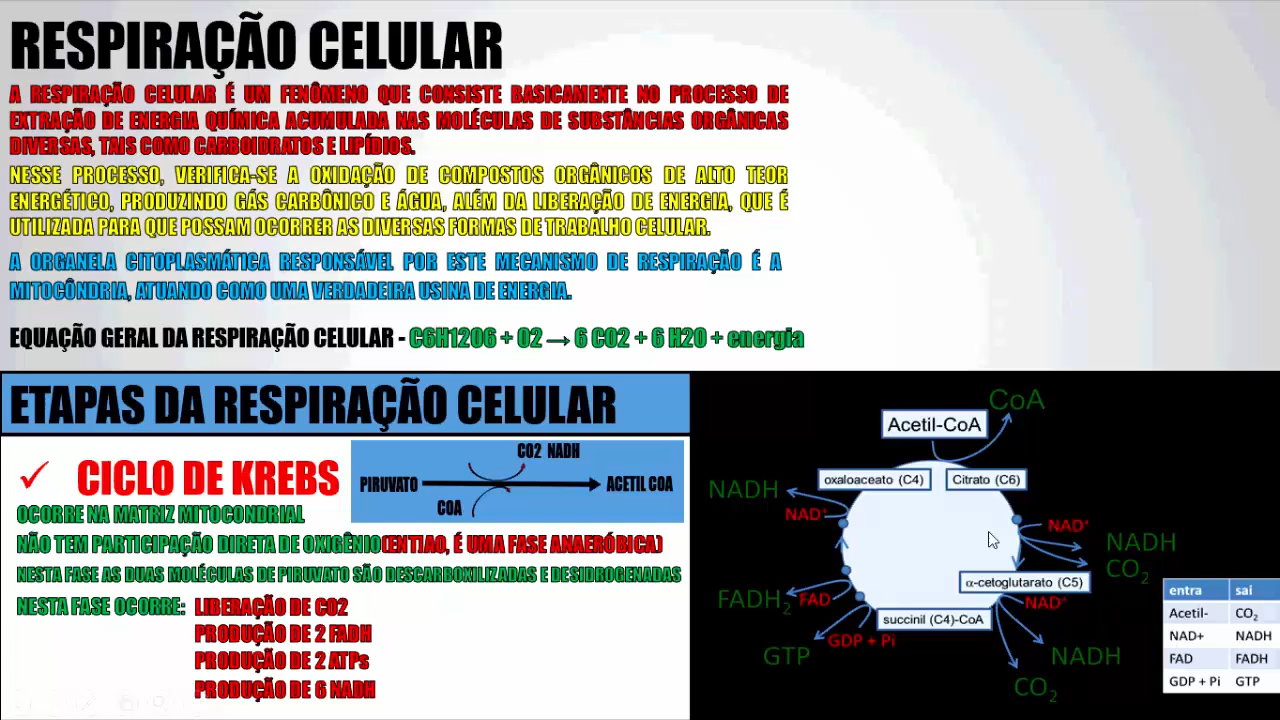 RESPIRAÇÃO CELULAR
A RESPIRAÇÃO CELULAR É UM FENÔMENO QUE CONSISTE BASICAMENTE NO PROCESSO DE
EXTRAÇÃO DE ENERGIA QUÍMICA ACUMULADA NAS MOLÉCULAS DE SUBSTÂNCIAS ORGÂNICAS
DIVERSAS, TAIS COMO CARBOIDRATOS E LIPÍDIOS.
NESSE PROCESSO, VERIFICA-SE A OXIDAÇÃO DE COMPOSTOS ORGÂNICOS DE ALTO TEOR
ENERGÉTICO, PRODUZINDO GÁS CARBÔNICO E ÁGUA, ALÉM DA LIBERAÇÃO DE ENERGIA, QUE É
UTILIZADA PARA QUE POSSAM OCORRER AS DIVERSAS FORMAS DE TRABALHO CELULAR.
A ORGANELA CITOPLASMÁTICA RESPONSÁVEL POR ESTE MECANISMO DE RESPIRAÇÃO É A
MITOCÔNDRIA, ATUANDO COMO UMA VERDADEIRA USINA DE ENERGIA.
EQUAÇÃO GERAL DA RESPIRAÇÃO CELULAR - C6H12O6 + O2 → 6 CO2 + 6 H2O + energia
ETAPAS DA RESPIRAÇÃO CELULAR
✓ CICLO DE KREBS
CO2 NADH
PIRUVATO
ACETIL COA
COA
OCORRE NA MATRIZ MITOCONDRIAL
NÃO TEM PARTICIPAÇÃO DIRETA DE OXIGÊNIO(ENT]AO, É UMA FASE ANAERÓBICA)
NESTA FASE AS DUAS MOLÉCULAS DE PIRUVATO SÃO DESCARBOXILIZADAS E DESIDROGENADAS
NESTA FASE OCORRE: LIBERAÇÃO DE CO2
PRODUÇÃO DE 2 FADH
PRODUÇÃO DE 2 ATPs
PRODUÇÃO DE 6 NADH
CoA
Acetil-CoA
oxaloaceato (C4)
Citrato (C6)
NADH
NAD+
NAD+
NADH
CO2
α-cetoglutarato (C5)
FADH2
FAD
NAD+
succinil (C4)-CoA
GDP + Pi
GTP
NADH
CO2
entra sai
Acetil- CO2
NAD+ NADH
FAD FADH
GDP + Pi GTP